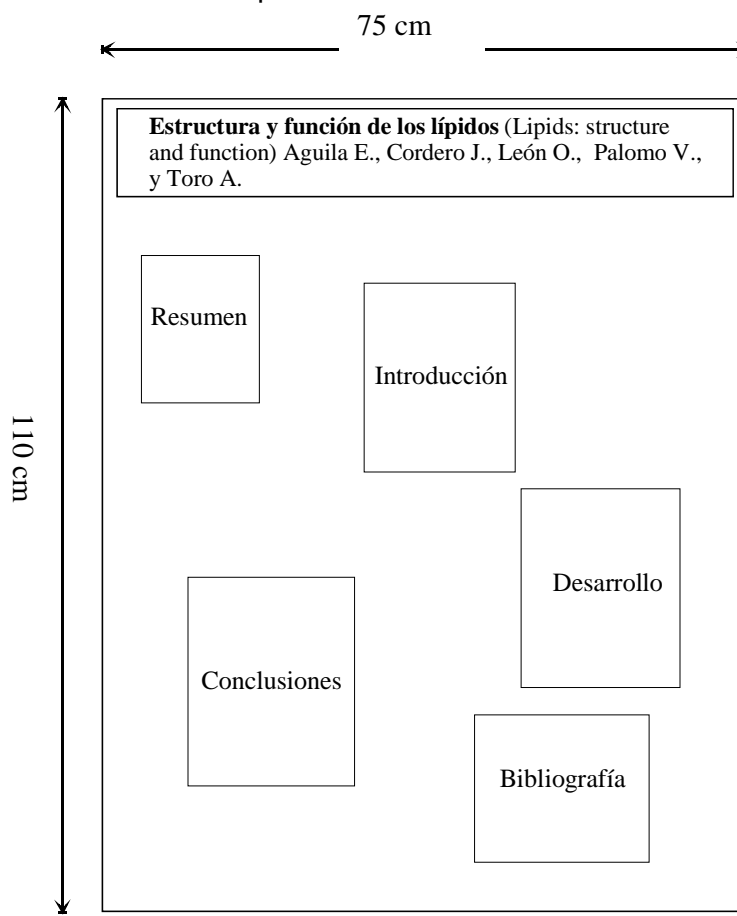 75 cm
Estructura y función de los lípidos (Lipids: structure
and function) Aguila E., Cordero J., León O., Palomo V.,
y Toro A.
Resumen
Introducción
110 cm
Desarrollo
Conclusiones
Bibliografía